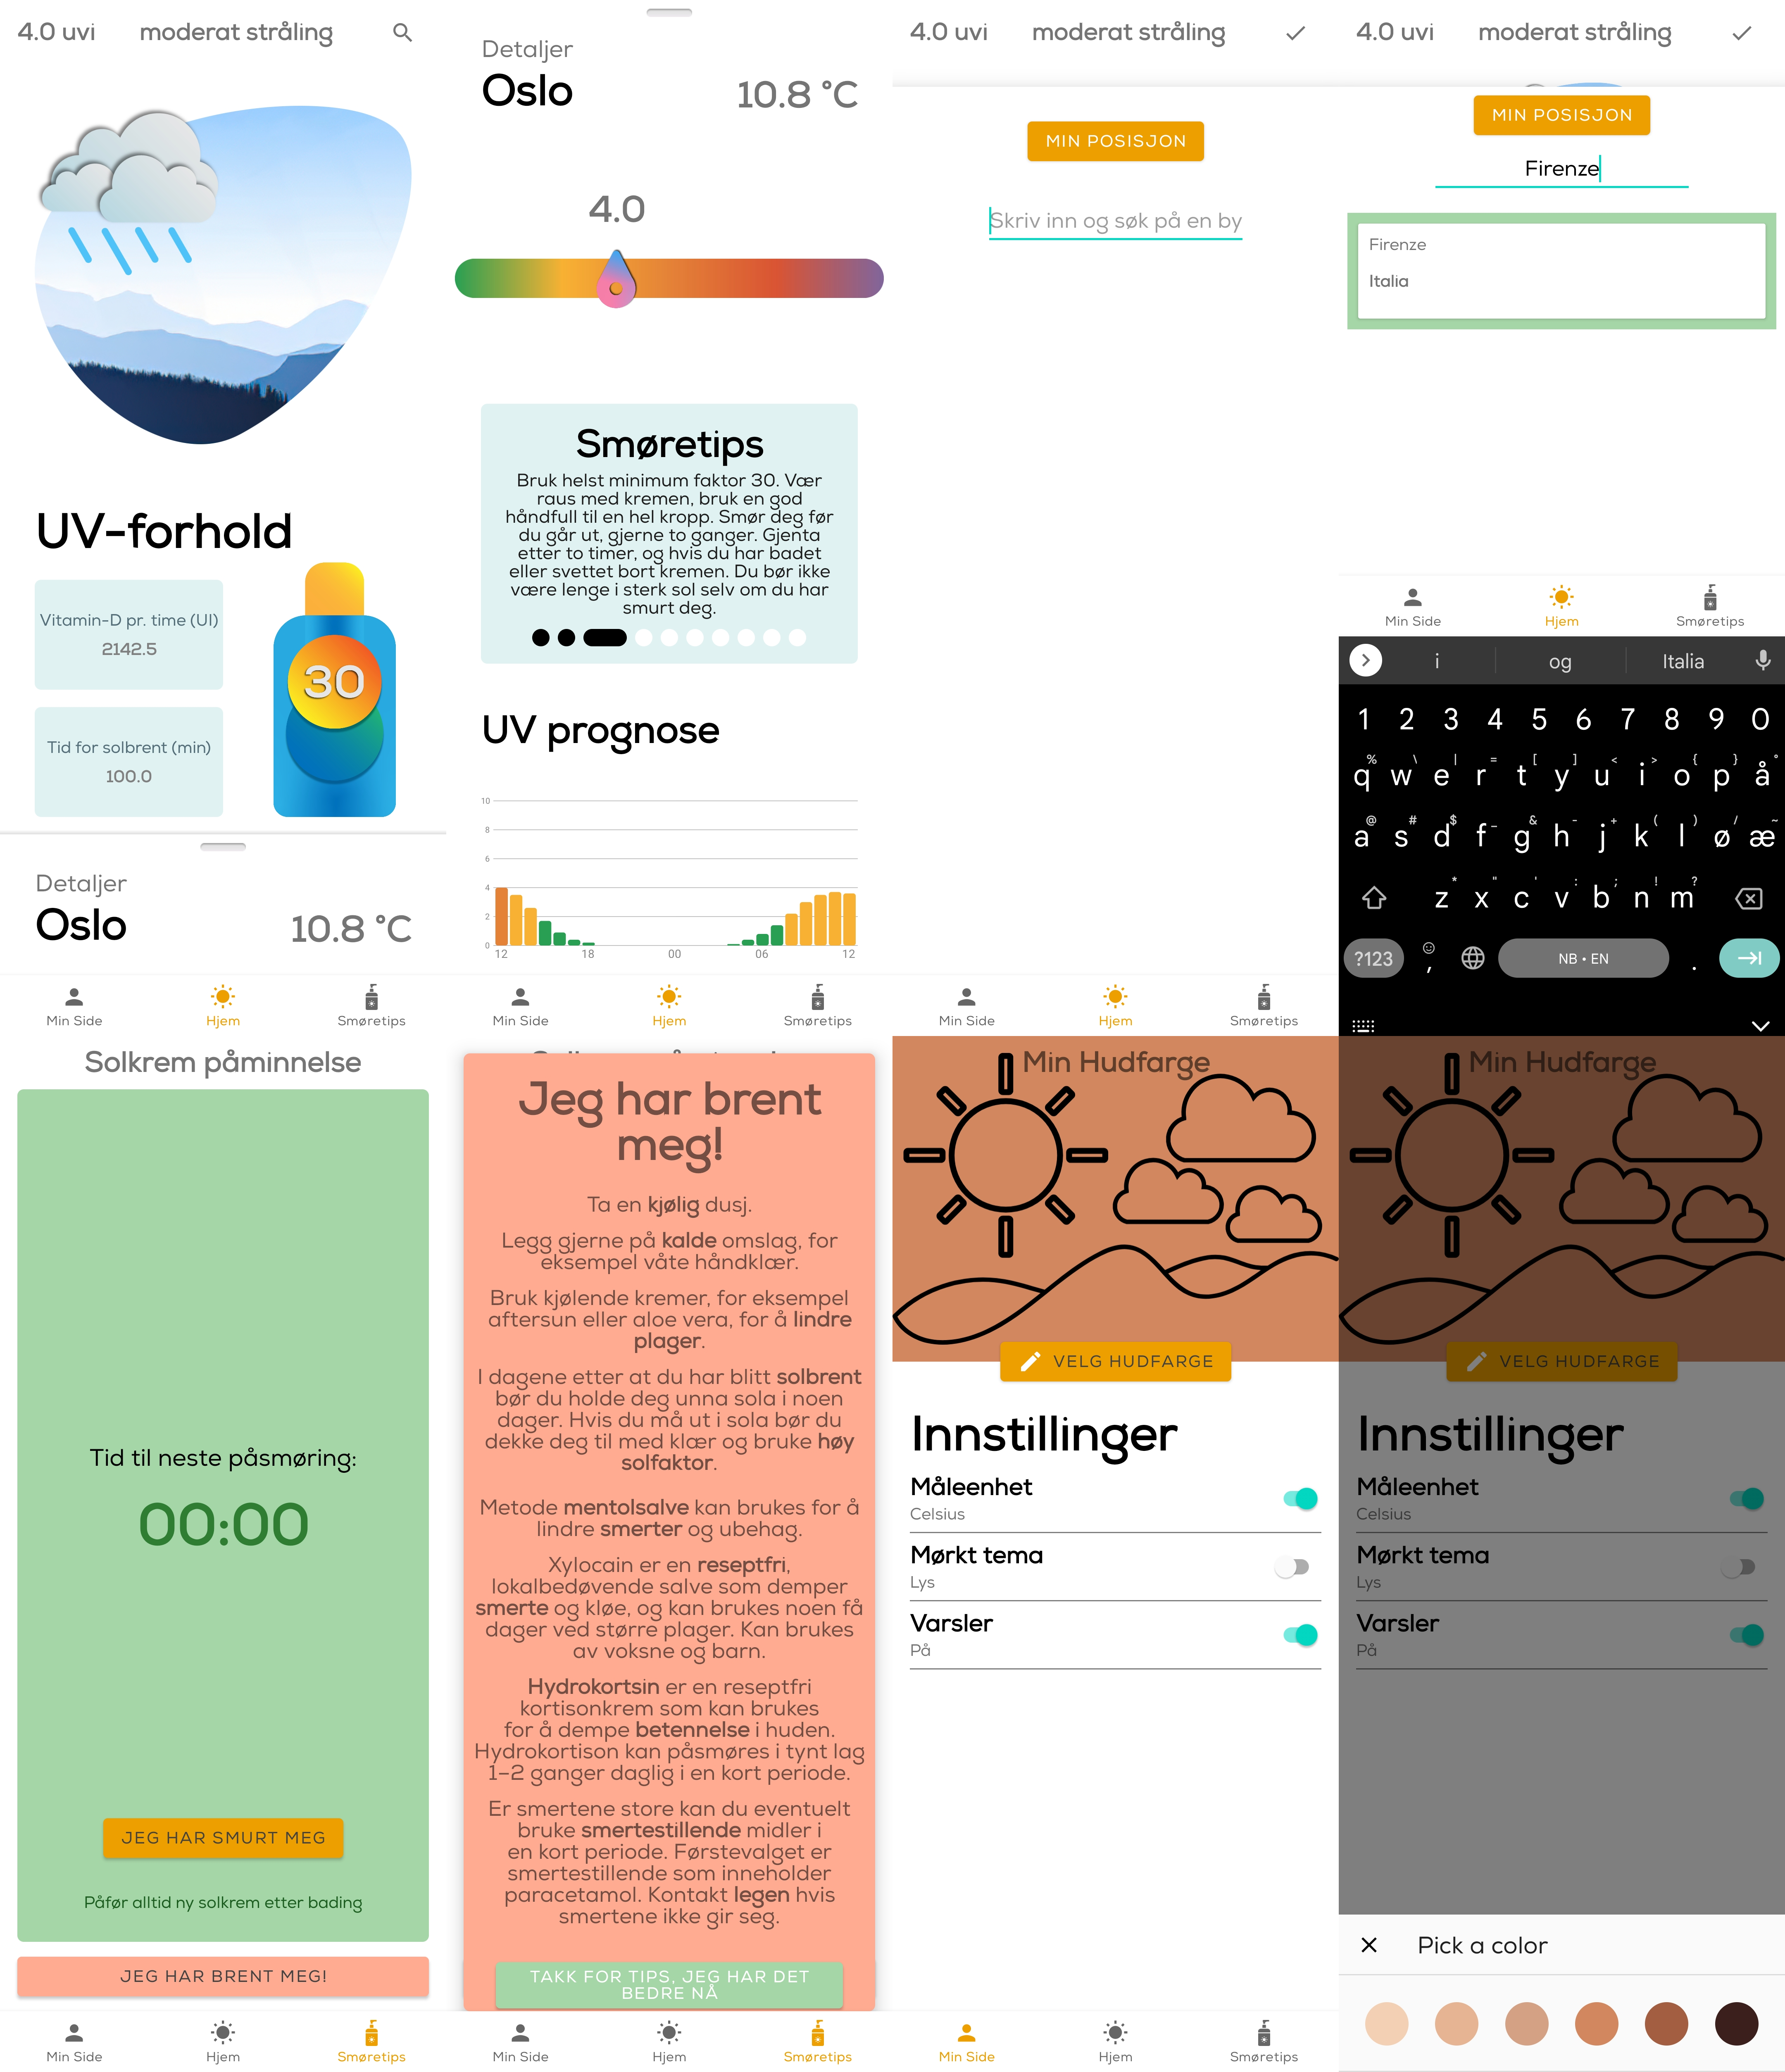 4.0 uvi moderat stråling
UV-forhold
Vitamin-D pr. time (UI)
2142.5
30
Tid for solbrent (min)
100.0
Detaljer
Oslo 10.8 °C
Min Side Hjem Smøretips
Detaljer
Oslo 10.8 °C
4.0
Smøretips
Bruk helst minimum faktor 30. Vær
raus med kremen, bruk en god
håndfull til en hel kropp. Smør deg før
du går ut, gjerne to ganger. Gjenta
etter to timer, og hvis du har badet
eller svettet bort kremen. Du bør ikke
være lenge i sterk sol selv om du har
smurt deg.
UV prognose
10
8
6
4
2
0
12 18 00 06 12
Min Side Hjem Smøretips
4.0 uvi moderat stråling
MIN POSISJON
Skriv inn og søk på en by
Min Side Hjem Smøretips
4.0 uvi moderat stråling
MIN POSISJON
Firenze
Firenze
Italia
Min Side Hjem Smøretips
i og Italia
1 2 3 4 5 6 7 8 9 0
% \ | = [ ] < > { } °
q w e r t y u i o p å
@ # $ _ & - + ( ) / ~
a s d f g h j k l ø æ
* " ' : ; ! ?
z x c v b n m
?123 , NB • EN .
Solkrem påminnelse
Tid til neste påsmøring:
00:00
JEG HAR SMURT MEG
Påfør alltid ny solkrem etter bading
JEG HAR BRENT MEG!
Min Side Hjem Smøretips
Jeg har brent
meg!
Ta en kjølig dusj.
Legg gjerne på kalde omslag, for
eksempel våte håndklær.
Bruk kjølende kremer, for eksempel
aftersun eller aloe vera, for å lindre
plager.
I dagene etter at du har blitt solbrent
bør du holde deg unna sola i noen
dager. Hvis du må ut i sola bør du
dekke deg til med klær og bruke høy
solfaktor.
Metode mentolsalve kan brukes for å
lindre smerter og ubehag.
Xylocain er en reseptfri,
lokalbedøvende salve som demper
smerte og kløe, og kan brukes noen få
dager ved større plager. Kan brukes
av voksne og barn.
Hydrokortsin er en reseptfri
kortisonkrem som kan brukes
for å dempe betennelse i huden.
Hydrokortison kan påsmøres i tynt lag
1–2 ganger daglig i en kort periode.
Er smertene store kan du eventuelt
bruke smertestillende midler i
en kort periode. Førstevalget er
smertestillende som inneholder
paracetamol. Kontakt legen hvis
smertene ikke gir seg.
TAKK FOR TIPS, JEG HAR DET
BEDRE NÅ
Min Side Hjem Smøretips
Min Hudfarge
VELG HUDFARGE
Innstillinger
Måleenhet
Celsius
Mørkt tema
Lys
Varsler
På
Min Side Hjem Smøretips
Min Hudfarge
VELG HUDFARGE
Innstillinger
Måleenhet
Celsius
Mørkt tema
Lys
Varsler
På
Pick a color